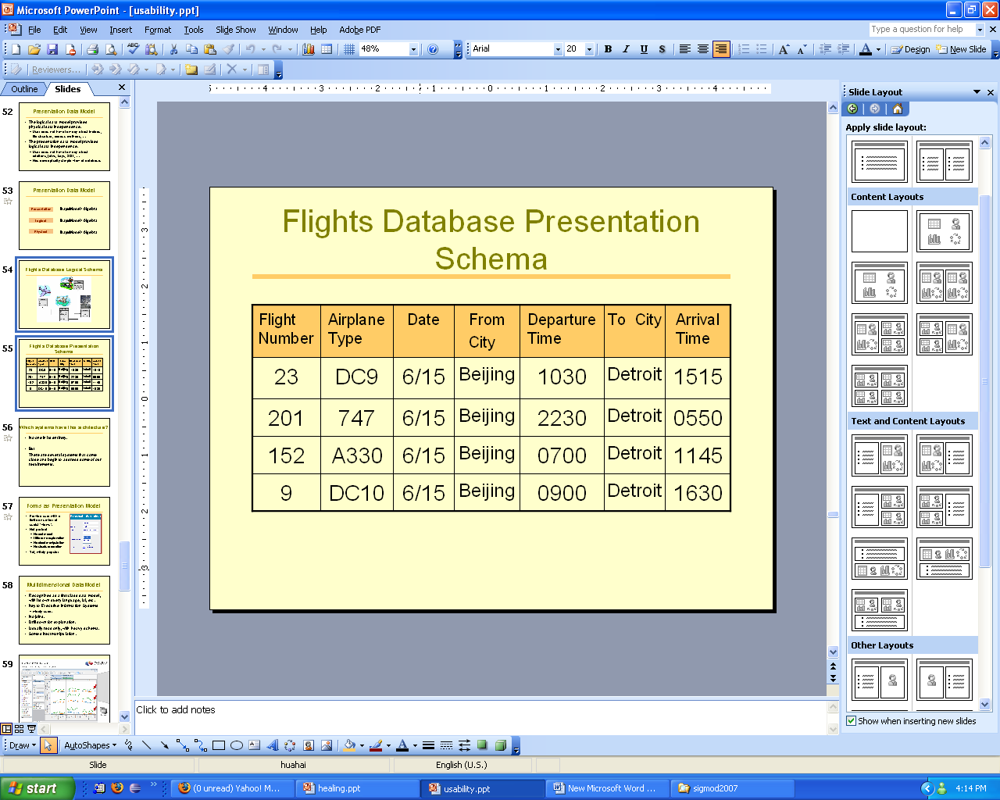 Microsoft PowerPoint - [usability.ppt]
File Edit View Insert Format Tools Slide Show Window Help Adobe PDF
Type a question for help
48%
Arial
20
B I U S
Design
New Slide
Reviewers...
Outline
Slides
52
Presentation Data Model
53
Presentation Data Model
54
Flights Database Logical Schema
55
Flights Database Presentation
Schema
56
Which systems have this architecture?
57
Forms as Presentation Model
58
Multidimensional Data Model
59
Flights Database Presentation
Schema
Flight Number Airplane Type Date From City Departure Time To City Arrival Time
23 DC9 6/15 Beijing 1030 Detroit 1515
201 747 6/15 Beijing 2230 Detroit 0550
152 A330 6/15 Beijing 0700 Detroit 1145
9 DC10 6/15 Beijing 0900 Detroit 1630
Click to add notes
Slide Layout
Apply slide layout:
Content Layouts
Text and Content Layouts
Other Layouts
Show when inserting new slides
Draw
AutoShapes
Slide
huahai
English (U.S.)
start
(0 unread) Yahoo! M...
healing.ppt
usability.ppt
New Microsoft Word ...
sigmod2007
4:14 PM